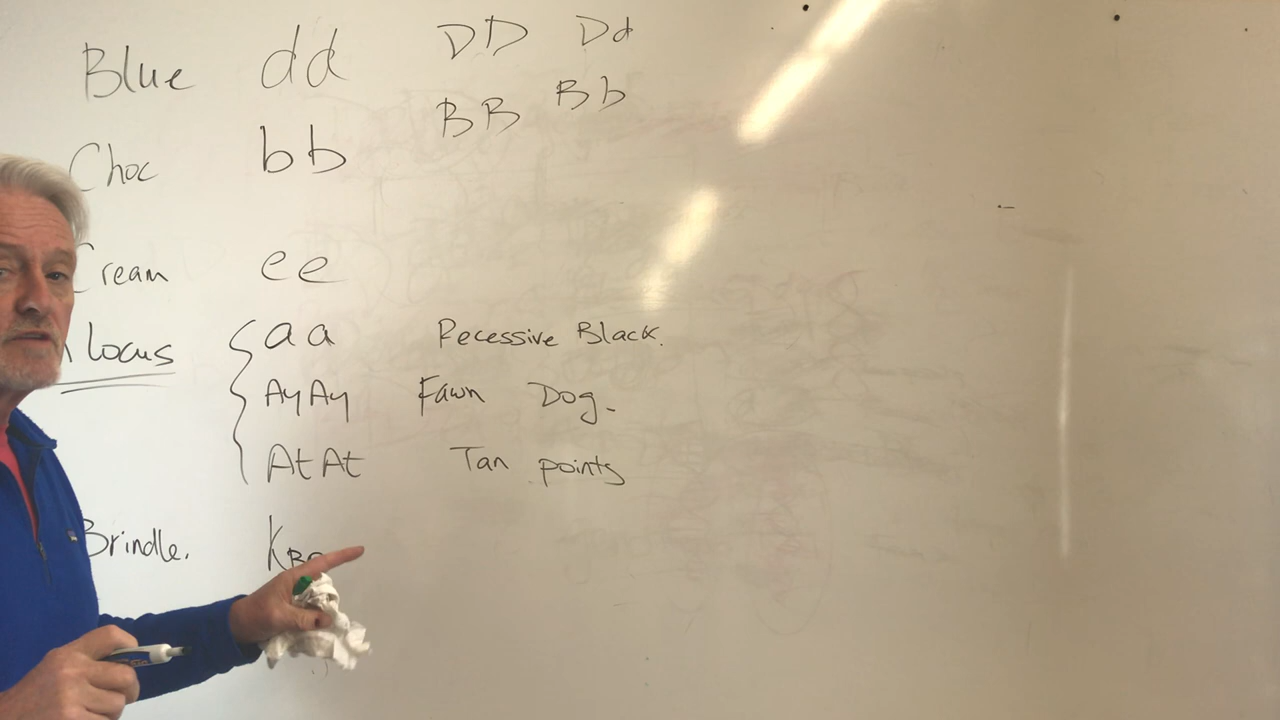 Blue dd DD Dd
BB Bb
Choc bb
Cream ee
locus { aa Recessive Black.
AyAy Fawn Dog.
AtAt Tan points
Brindle.